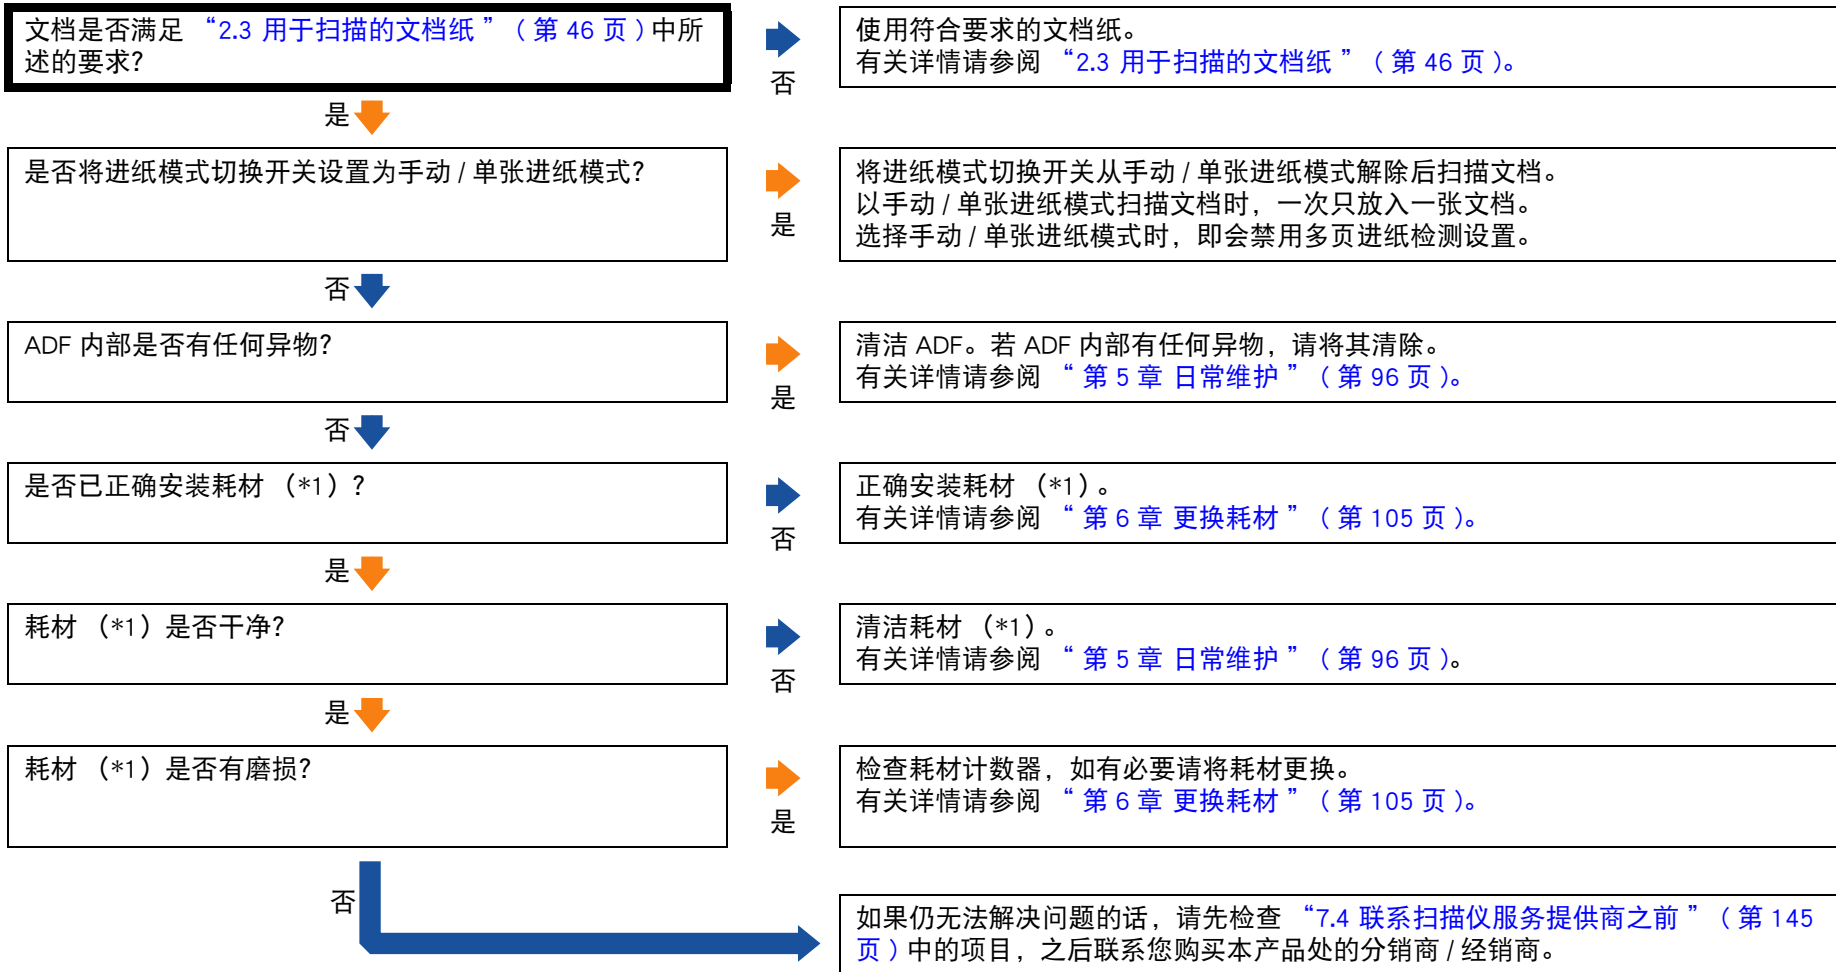 文档是否满足 “2.3 用于扫描的文档纸 ” ( 第 46 页 ) 中所
述的要求？
否
使用符合要求的文档纸。
有关详情请参阅 “2.3 用于扫描的文档纸 ” ( 第 46 页 )。
是
是否将进纸模式切换开关设置为手动 / 单张进纸模式？
是
将进纸模式切换开关从手动 / 单张进纸模式解除后扫描文档。
以手动 / 单张进纸模式扫描文档时，一次只放入一张文档。
选择手动 / 单张进纸模式时，即会禁用多页进纸检测设置。
否
ADF 内部是否有任何异物？
是
清洁 ADF。若 ADF 内部有任何异物，请将其清除。
有关详情请参阅 “ 第 5 章 日常维护 ” ( 第 96 页 )。
否
是否已正确安装耗材 （*1）？
否
正确安装耗材 （*1）。
有关详情请参阅 “ 第 6 章 更换耗材 ” ( 第 105 页 )。
是
耗材 （*1）是否干净？
否
清洁耗材 （*1）。
有关详情请参阅 “ 第 5 章 日常维护 ” ( 第 96 页 )。
是
耗材 （*1）是否有磨损？
是
检查耗材计数器，如有必要请将耗材更换。
有关详情请参阅 “ 第 6 章 更换耗材 ” ( 第 105 页 )。
否
如果仍无法解决问题的话，请先检查 “7.4 联系扫描仪服务提供商之前 ” ( 第 145
页 ) 中的项目，之后联系您购买本产品处的分销商 / 经销商。